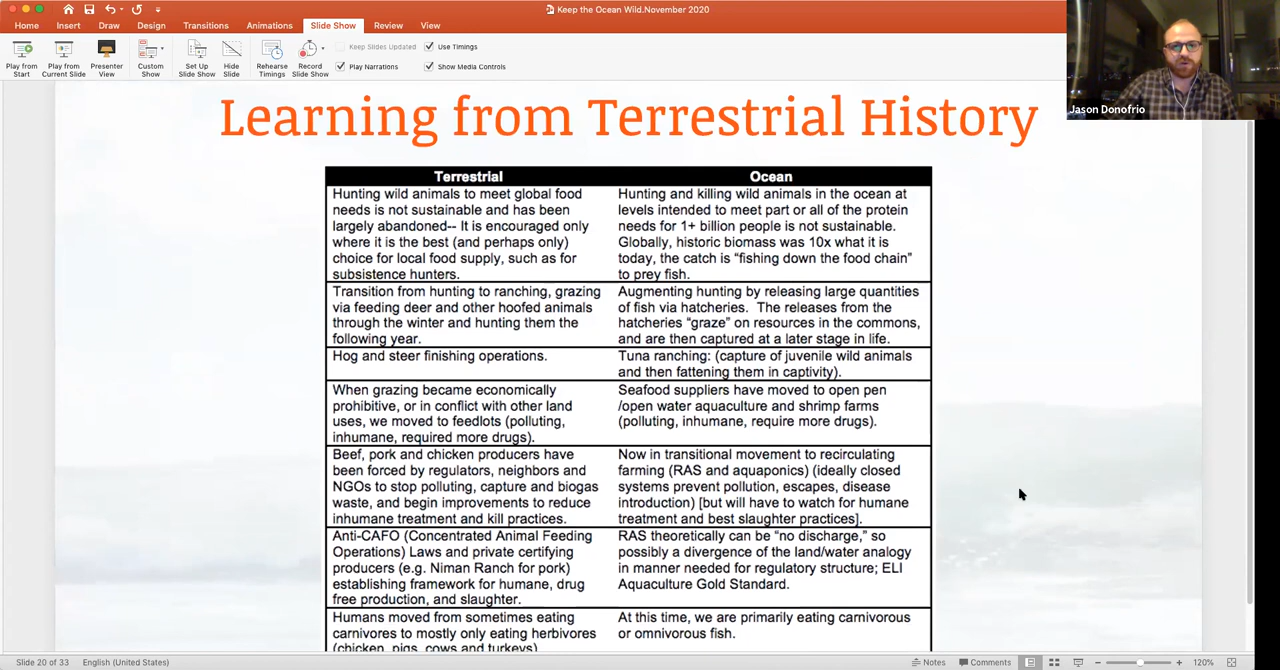 Keep the Ocean Wild.November 2020
Home Insert Draw Design Transitions Animations Slide Show Review View
Play from Start
Play from Current Slide
Presenter View
Custom Show
Set Up Slide Show
Hide Slide
Rehearse Timings
Record Slide Show
Keep Slides Updated
Use Timings
Play Narrations
Show Media Controls
Jason Donofrio
Learning from Terrestrial History
Terrestrial
Ocean
Hunting wild animals to meet global food
needs is not sustainable and has been
largely abandoned-- It is encouraged only
where it is the best (and perhaps only)
choice for local food supply, such as for
subsistence hunters.
Hunting and killing wild animals in the ocean at
levels intended to meet part or all of the protein
needs for 1+ billion people is not sustainable.
Globally, historic biomass was 10x what it is
today, the catch is “fishing down the food chain”
to prey fish.
Transition from hunting to ranching, grazing
via feeding deer and other hoofed animals
through the winter and hunting them the
following year.
Augmenting hunting by releasing large quantities
of fish via hatcheries. The releases from the
hatcheries “graze” on resources in the commons,
and are then captured at a later stage in life.
Hog and steer finishing operations.
Tuna ranching: (capture of juvenile wild animals
and then fattening them in captivity).
When grazing became economically
prohibitive, or in conflict with other land
uses, we moved to feedlots (polluting,
inhumane, required more drugs).
Seafood suppliers have moved to open pen
/open water aquaculture and shrimp farms
(polluting, inhumane, require more drugs).
Beef, pork and chicken producers have
been forced by regulators, neighbors and
NGOs to stop polluting, capture and biogas
waste, and begin improvements to reduce
inhumane treatment and kill practices.
Now in transitional movement to recirculating
farming (RAS and aquaponics) (ideally closed
systems prevent pollution, escapes, disease
introduction) [but will have to watch for humane
treatment and best slaughter practices].
Anti-CAFO (Concentrated Animal Feeding
Operations) Laws and private certifying
producers (e.g. Niman Ranch for pork)
establishing framework for humane, drug
free production, and slaughter.
RAS theoretically can be “no discharge,” so
possibly a divergence of the land/water analogy
in manner needed for regulatory structure; ELI
Aquaculture Gold Standard.
Humans moved from sometimes eating
carnivores to mostly only eating herbivores
(chicken, pigs, cows and turkeys)
At this time, we are primarily eating carnivorous
or omnivorous fish.
Slide 20 of 33 English (United States)
Notes Comments 120%